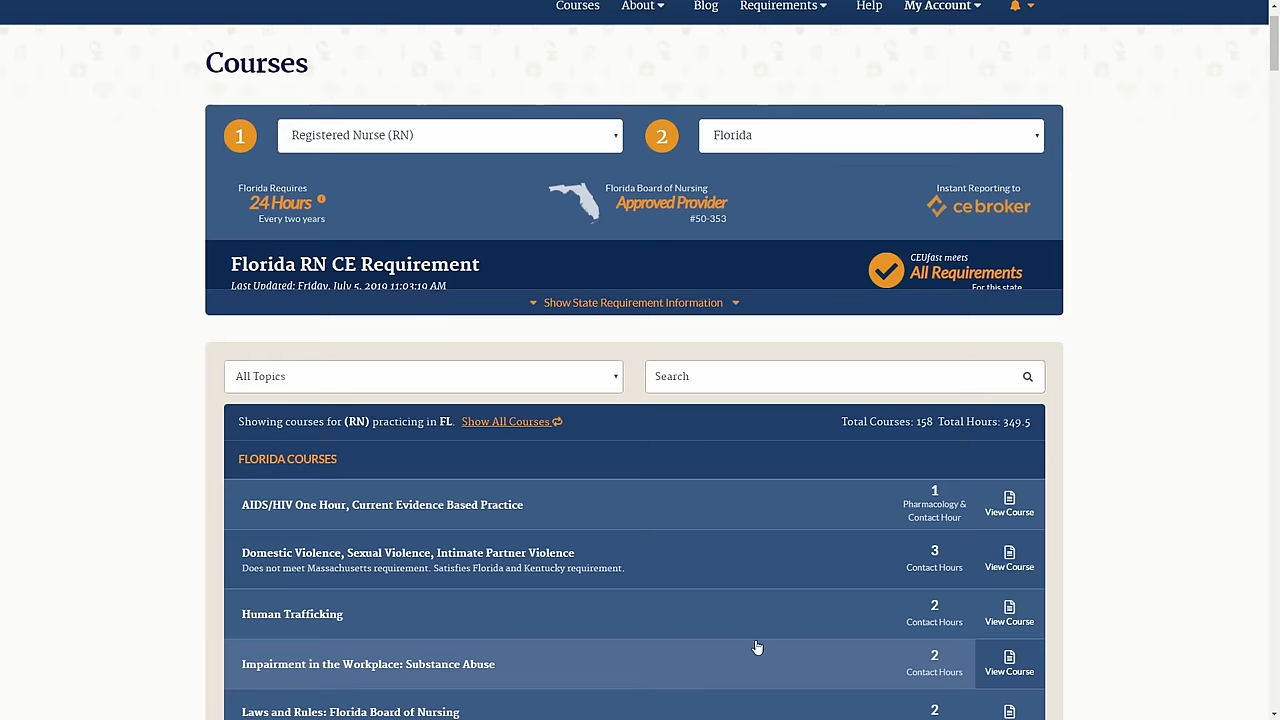 Courses About Blog Requirements Help My Account
Courses
1 Registered Nurse (RN) 2 Florida
Florida Requires
24 Hours
Every two years
Florida Board of Nursing
Approved Provider
#50-353
Instant Reporting to
ce broker
Florida RN CE Requirement
Last Updated: Friday, July 5, 2019 11:03:19 AM
CEUfast meets
All Requirements
For this state
Show State Requirement Information
All Topics Search
Showing courses for (RN) practicing in FL. Show All Courses Total Courses: 158 Total Hours: 349.5
FLORIDA COURSES
AIDS/HIV One Hour, Current Evidence Based Practice
1
Pharmacology &
Contact Hour
View Course
Domestic Violence, Sexual Violence, Intimate Partner Violence
Does not meet Massachusetts requirement. Satisfies Florida and Kentucky requirement.
3
Contact Hours
View Course
Human Trafficking
2
Contact Hours
View Course
Impairment in the Workplace: Substance Abuse
2
Contact Hours
View Course
Laws and Rules: Florida Board of Nursing
2